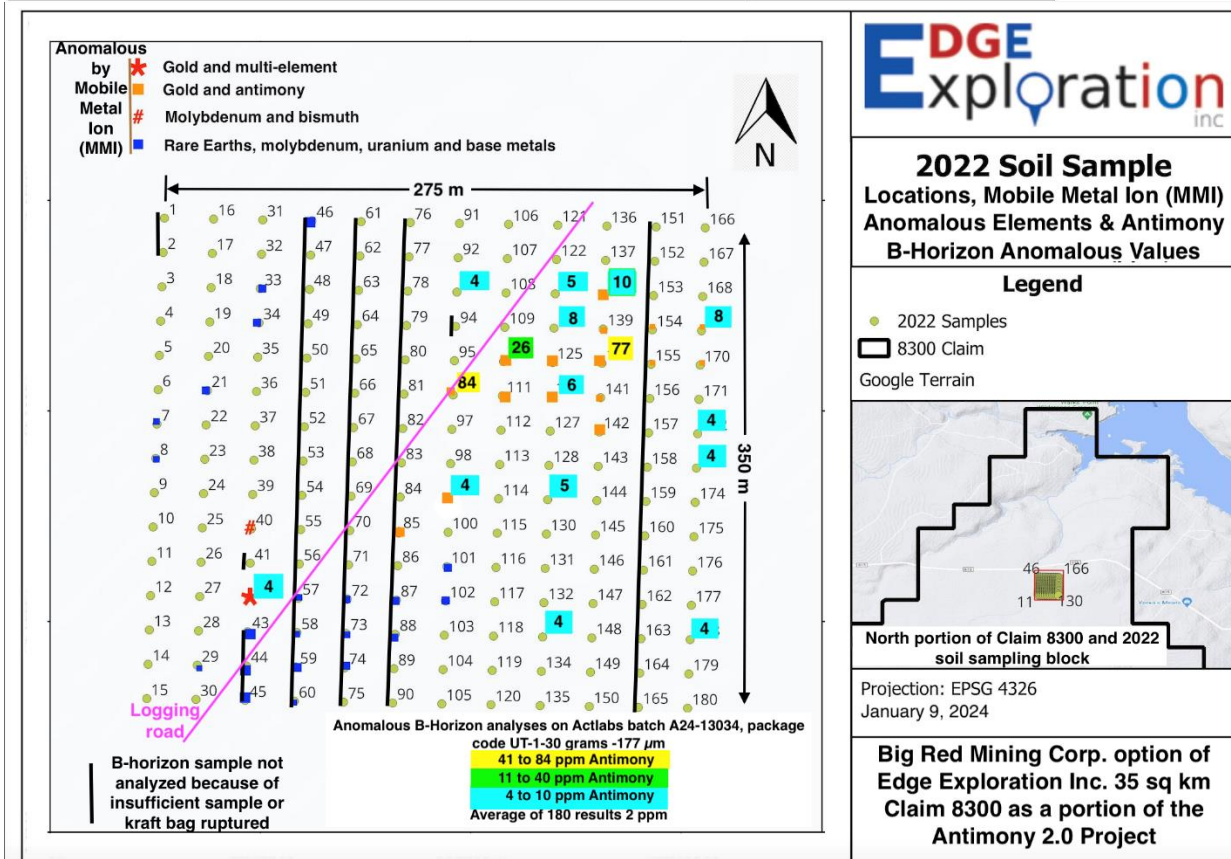 Anomalous
by
Mobile
Metal
Ion
(MMI)
Gold and multi-element
Gold and antimony
# Molybdenum and bismuth
Rare Earths, molybdenum, uranium and base metals
N
275 m
1 16 31 46 61 76 91 106 121 136 151 166
2 17 32 47 62 77 92 107 122 137 152 167
3 18 33 48 63 78 4 108 5 10 153 168
4 19 34 49 64 79 94 109 8 139 154 8
5 20 35 50 65 80 95 26 125 77 155 170
6 21 36 51 66 81 84 111 6 141 156 171
7 22 37 52 67 82 97 112 127 142 157 4
8 23 38 53 68 83 98 113 128 143 158 4
9 24 39 54 69 84 4 114 5 144 159 174
10 25 # 40 55 70 85 100 115 130 145 160 175
11 26 41 56 71 86 101 116 131 146 161 176
12 27 4 57 72 87 102 117 132 147 162 177
13 28 43 58 73 88 103 118 4 148 163 4
14 29 44 59 74 89 104 119 134 149 164 179
15 30 45 60 75 90 105 120 135 150 165 180
350 m
Logging
road
B-horizon sample not
analyzed because of
insufficient sample or
kraft bag ruptured
Anomalous B-Horizon analyses on Actlabs batch A24-13034, package
code UT-1-30 grams -177 µm
41 to 84 ppm Antimony
11 to 40 ppm Antimony
4 to 10 ppm Antimony
Average of 180 results 2 ppm
EDGE
Exploration
inc
2022 Soil Sample
Locations, Mobile Metal Ion (MMI)
Anomalous Elements & Antimony
B-Horizon Anomalous Values
Legend
2022 Samples
8300 Claim
Google Terrain
46 166
11 130
North portion of Claim 8300 and 2022
soil sampling block
Projection: EPSG 4326
January 9, 2024
Big Red Mining Corp. option of
Edge Exploration Inc. 35 sq km
Claim 8300 as a portion of the
Antimony 2.0 Project